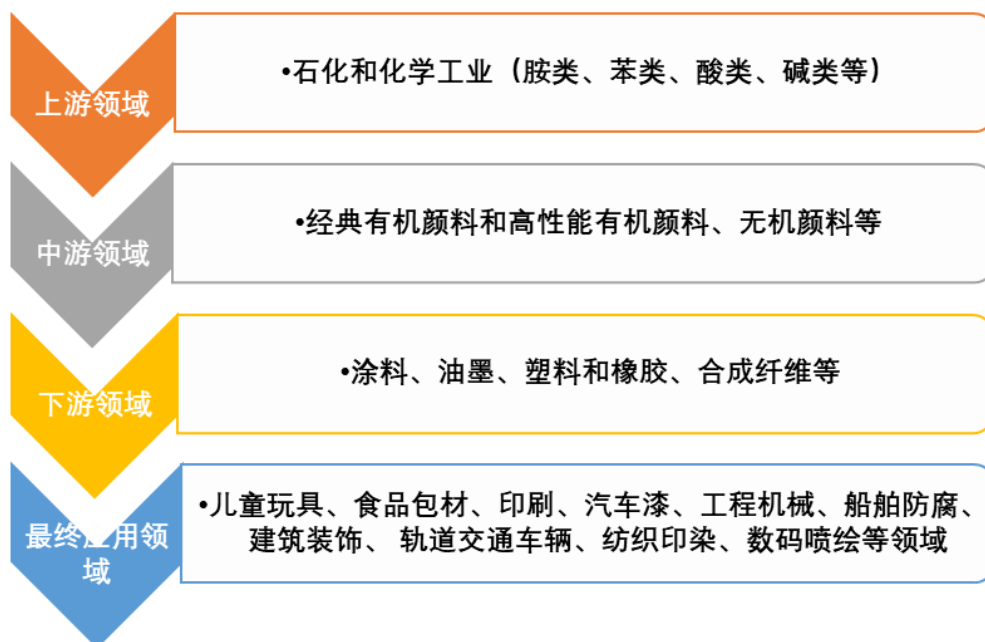 上游领域
•石化和化学工业（胺类、苯类、酸类、碱类等）
中游领域
•经典有机颜料和高性能有机颜料、无机颜料等
下游领域
•涂料、油墨、塑料和橡胶、合成纤维等
最终应用领
域
•儿童玩具、食品包材、印刷、汽车漆、工程机械、船舶防腐、
建筑装饰、 轨道交通车辆、纺织印染、数码喷绘等领域